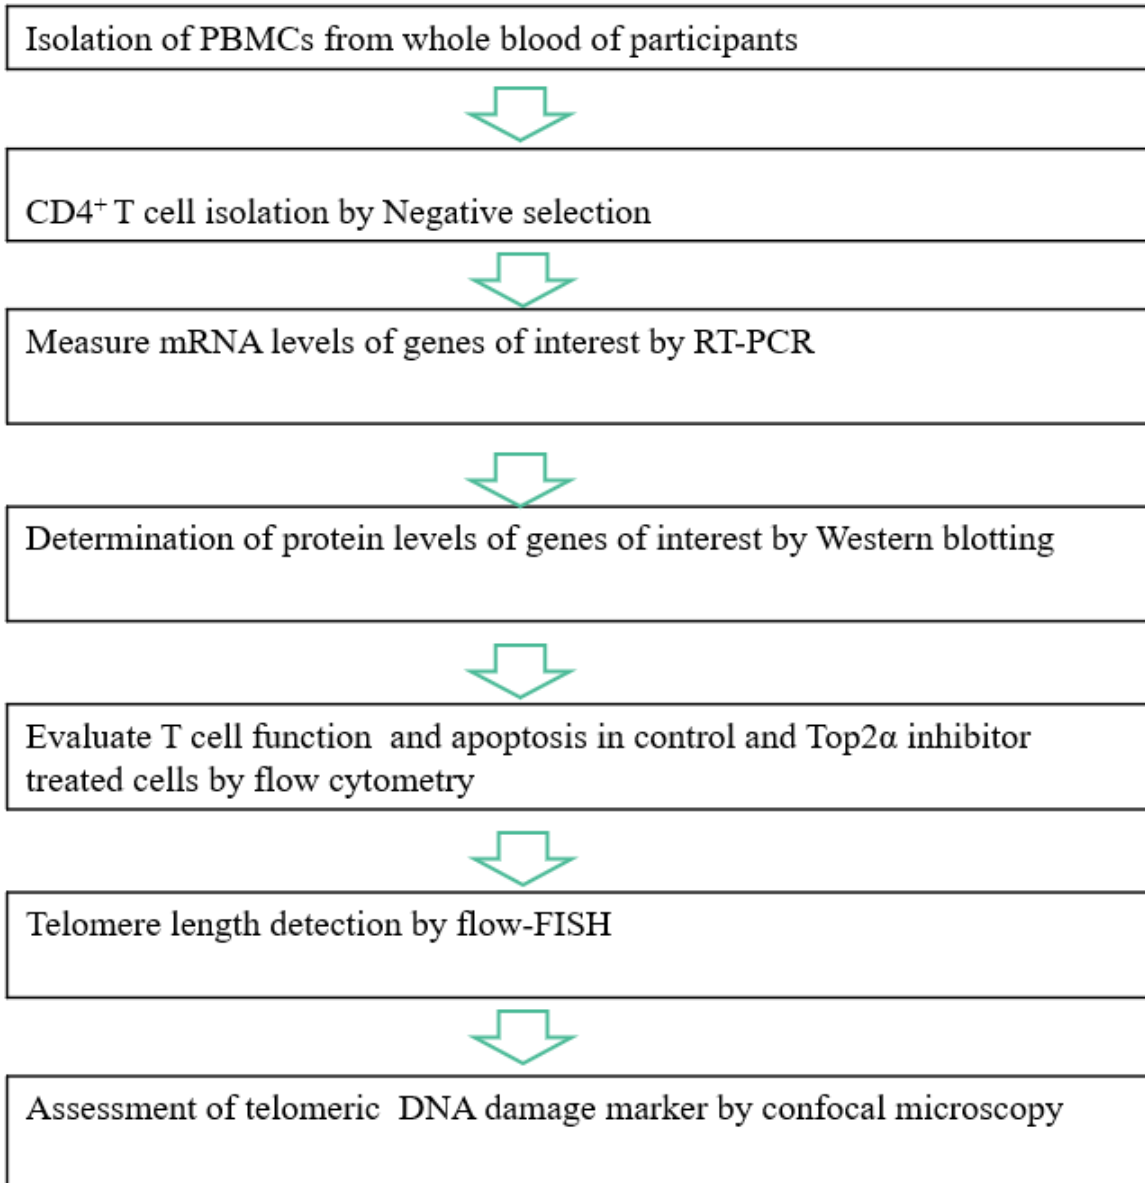 Isolation of PBMCs from whole blood of participants
CD4⁺ T cell isolation by Negative selection
Measure mRNA levels of genes of interest by RT-PCR
Determination of protein levels of genes of interest by Western blotting
Evaluate T cell function and apoptosis in control and Top2α inhibitor
treated cells by flow cytometry
Telomere length detection by flow-FISH
Assessment of telomeric DNA damage marker by confocal microscopy